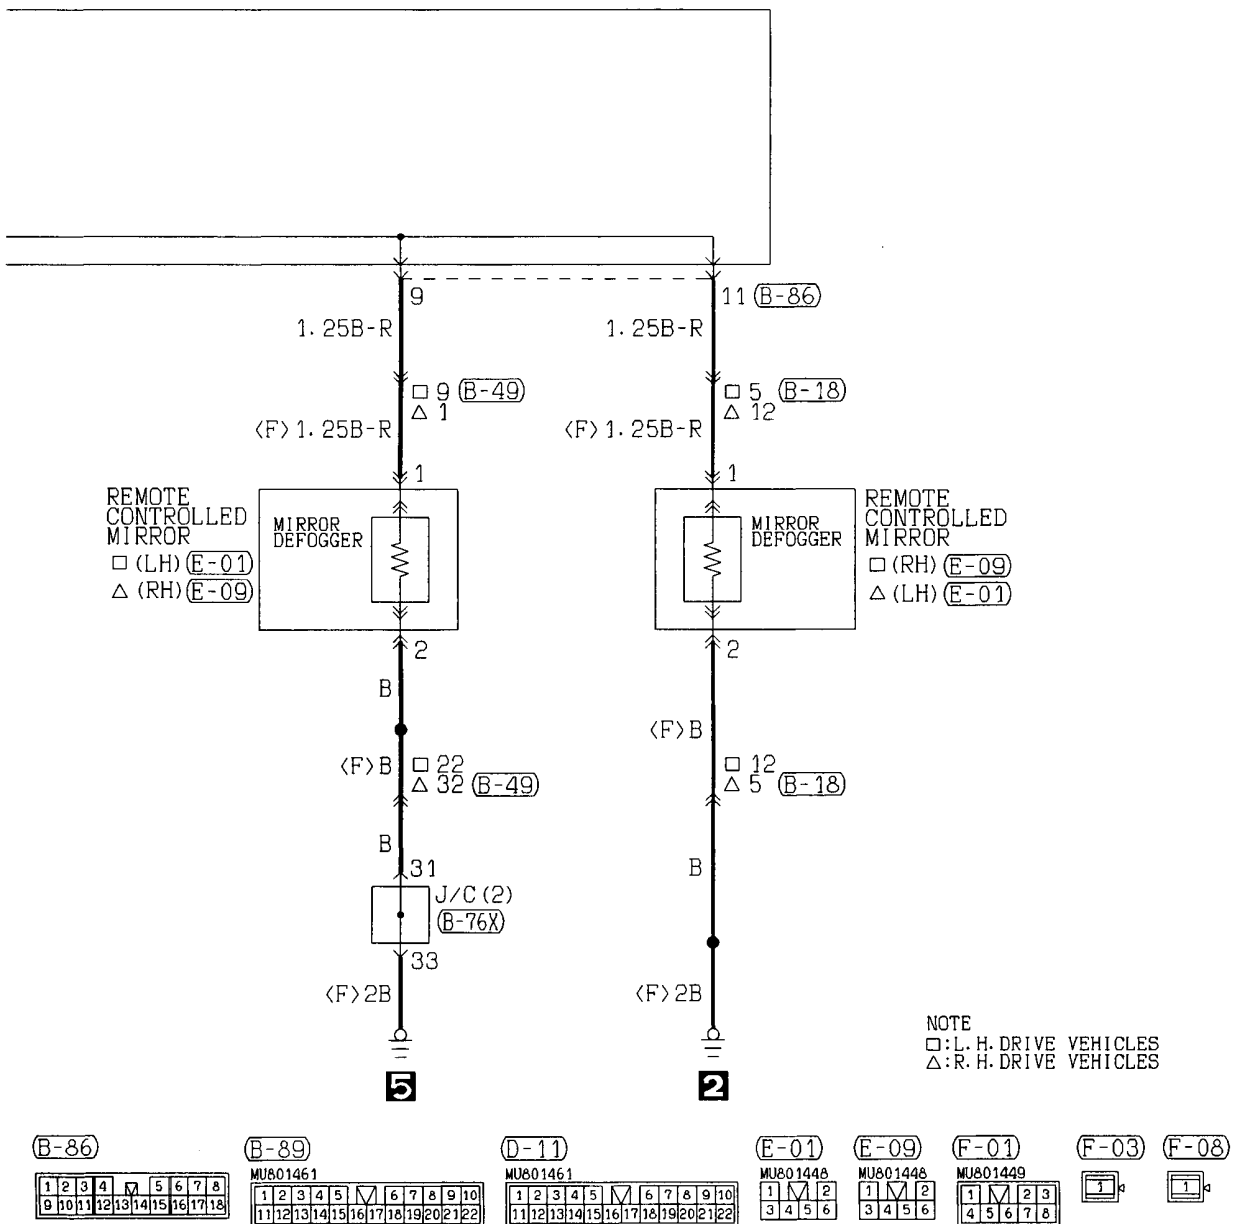 9
11 (B-86)
1.25B-R
1.25B-R
□ 9 (B-49)
△ 1
□ 5 (B-18)
△ 12
〈F〉1.25B-R
〈F〉1.25B-R
1
1
REMOTE
CONTROLLED
MIRROR
□ (LH) (E-01)
△ (RH) (E-09)
MIRROR
DEFOGGER
MIRROR
DEFOGGER
REMOTE
CONTROLLED
MIRROR
□ (RH) (E-09)
△ (LH) (E-01)
2
2
B
〈F〉B
〈F〉B
□ 22
△ 32 (B-49)
□ 12
△ 5 (B-18)
B
B
31
J/C (2)
(B-76X)
33
〈F〉2B
〈F〉2B
5
2
NOTE
□:L.H.DRIVE VEHICLES
△:R.H.DRIVE VEHICLES
(B-86)
1 2 3 4 5 6 7 8
9 10 11 12 13 14 15 16 17 18
(B-89)
MU801461
1 2 3 4 5 6 7 8 9 10
11 12 13 14 15 16 17 18 19 20 21 22
(D-11)
MU801461
1 2 3 4 5 6 7 8 9 10
11 12 13 14 15 16 17 18 19 20 21 22
(E-01)
MU801448
1 2
3 4 5 6
(E-09)
MU801448
1 2
3 4 5 6
(F-01)
MU801449
1 2 3
4 5 6 7 8
(F-03)
1
(F-08)
1